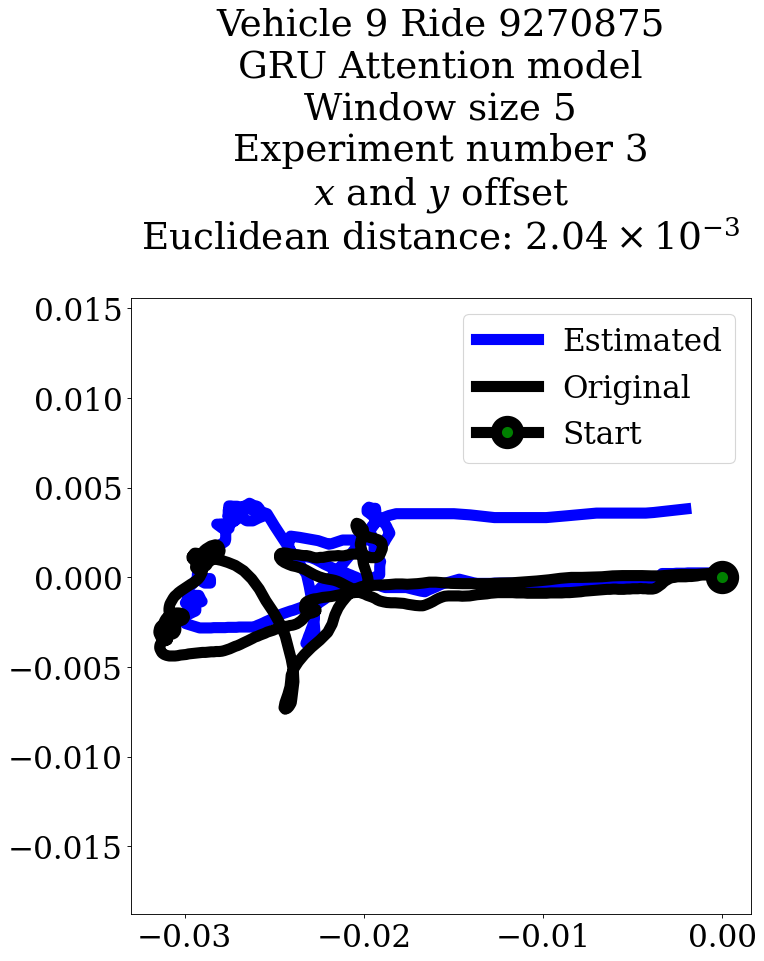 Vehicle 9 Ride 9270875
GRU Attention model
Window size 5
Experiment number 3
x and y offset
Euclidean distance: 2.04 × 10⁻³
0.015
0.010
0.005
0.000
−0.005
−0.010
−0.015
Estimated
Original
Start
−0.03 −0.02 −0.01 0.00